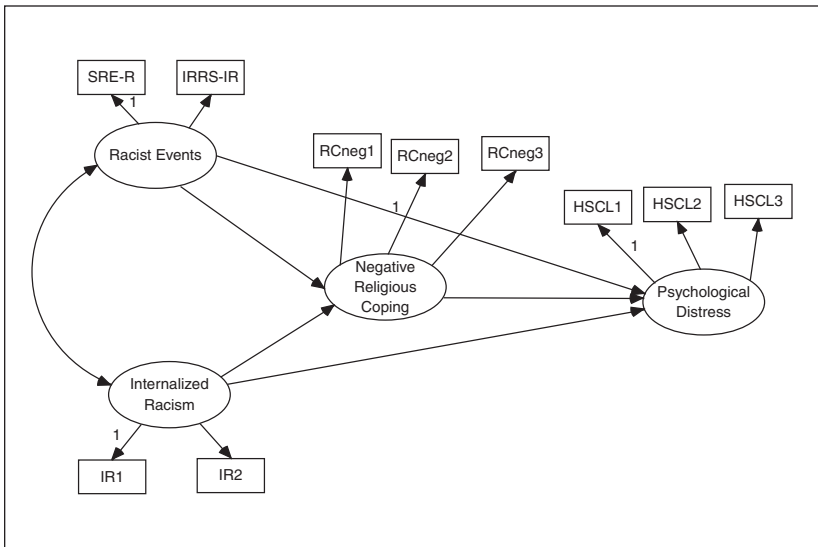 SRE-R
IRRS-IR
1
Racist Events
RCneg1
RCneg2
RCneg3
1
HSCL1
HSCL2
HSCL3
1
Negative
Religious
Coping
Psychological
Distress
Internalized
Racism
1
IR1
IR2